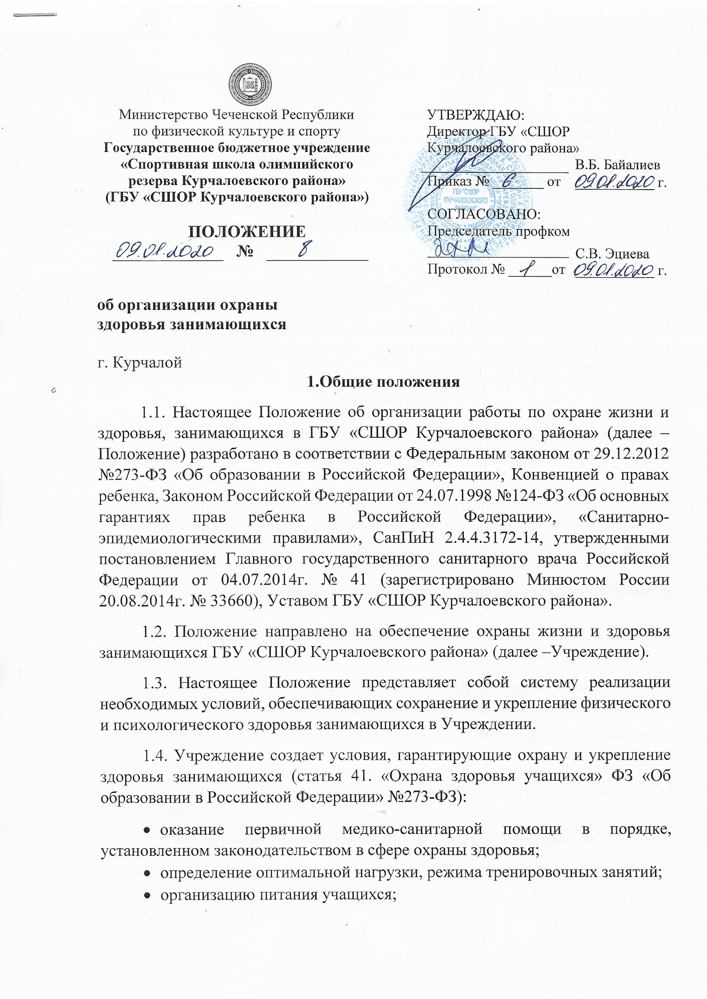 Министерство Чеченской Республики
по физической культуре и спорту
Государственное бюджетное учреждение
«Спортивная школа олимпийского
резерва Курчалоевского района»
(ГБУ «СШОР Курчалоевского района»)
ПОЛОЖЕНИЕ
09.01.2020 № 8
УТВЕРЖДАЮ:
Директор ГБУ «СШОР
Курчалоевского района»
В.Б. Байалиев
Приказ № 6 от 09.01.2020 г.
ГБУ "СШОР
КУРЧАЛОЕВСКОГО
РАЙОНА"
СОГЛАСОВАНО:
Председатель профком
С.В. Эциева
Протокол № 1 от 09.01.2020 г.
об организации охраны
здоровья занимающихся
г. Курчалой
1.Общие положения
1.1. Настоящее Положение об организации работы по охране жизни и
здоровья, занимающихся в ГБУ «СШОР Курчалоевского района» (далее –
Положение) разработано в соответствии с Федеральным законом от 29.12.2012
№273-ФЗ «Об образовании в Российской Федерации», Конвенцией о правах
ребенка, Законом Российской Федерации от 24.07.1998 №124-ФЗ «Об основных
гарантиях прав ребенка в Российской Федерации», «Санитарно-
эпидемиологическими правилами», СанПиН 2.4.4.3172-14, утвержденными
постановлением Главного государственного санитарного врача Российской
Федерации от 04.07.2014г. № 41 (зарегистрировано Минюстом России
20.08.2014г. № 33660), Уставом ГБУ «СШОР Курчалоевского района».
1.2. Положение направлено на обеспечение охраны жизни и здоровья
занимающихся ГБУ «СШОР Курчалоевского района» (далее –Учреждение).
1.3. Настоящее Положение представляет собой систему реализации
необходимых условий, обеспечивающих сохранение и укрепление физического
и психологического здоровья занимающихся в Учреждении.
1.4. Учреждение создает условия, гарантирующие охрану и укрепление
здоровья занимающихся (статья 41. «Охрана здоровья учащихся» ФЗ «Об
образовании в Российской Федерации» №273-ФЗ):
• оказание первичной медико-санитарной помощи в порядке,
установленном законодательством в сфере охраны здоровья;
• определение оптимальной нагрузки, режима тренировочных занятий;
• организацию питания учащихся;